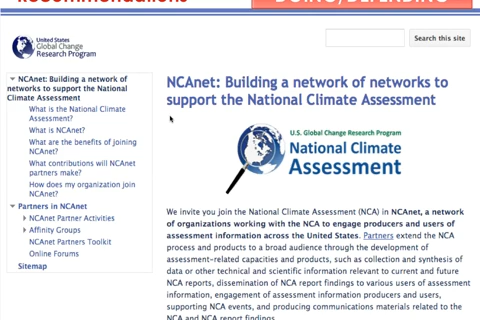 Recommendations
DOING/DEFENDING
United States
Global Change
Research Program
Search this site
NCAnet: Building a network of
networks to support the National
Climate Assessment
What is the National Climate
Assessment?
What is NCAnet?
What are the benefits of joining
NCAnet?
What contributions will NCAnet
partners make?
How does my organization join
NCAnet?
Partners in NCAnet
NCAnet Partner Activities
Affinity Groups
NCAnet Partners Toolkit
Online Forums
Sitemap
NCAnet: Building a network of networks to
support the National Climate Assessment
U.S. Global Change Research Program
National Climate
Assessment
We invite you join the National Climate Assessment (NCA) in NCAnet, a network
of organizations working with the NCA to engage producers and users of
assessment information across the United States. Partners extend the NCA
process and products to a broad audience through the development of
assessment-related capacities and products, such as collection and synthesis of
data or other technical and scientific information relevant to current and future
NCA reports, dissemination of NCA report findings to various users of assessment
information, engagement of assessment information producers and users,
supporting NCA events, and producing communications materials related to the
NCA and NCA report findings.